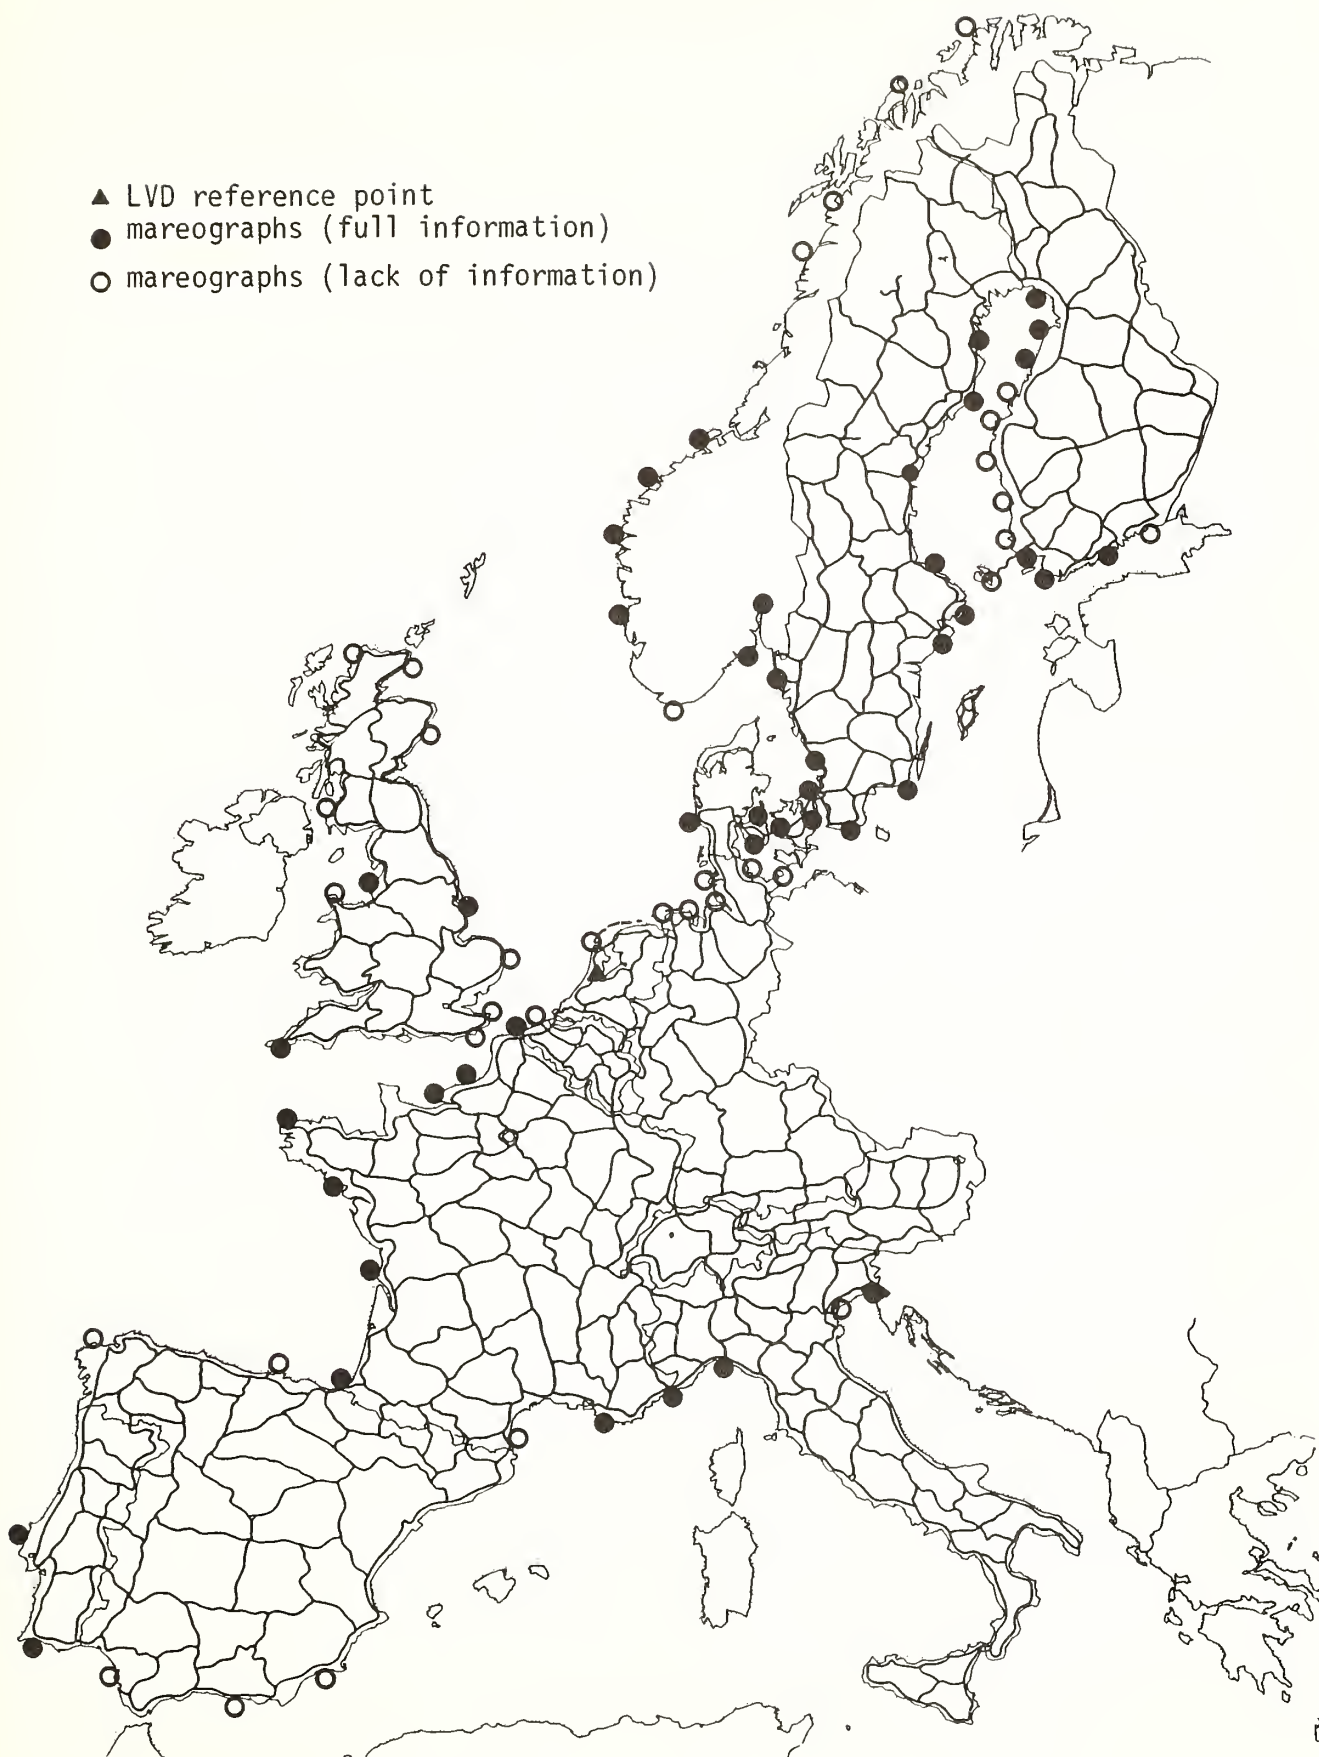 LVD reference point
mareographs (full information)
mareographs (lack of information)